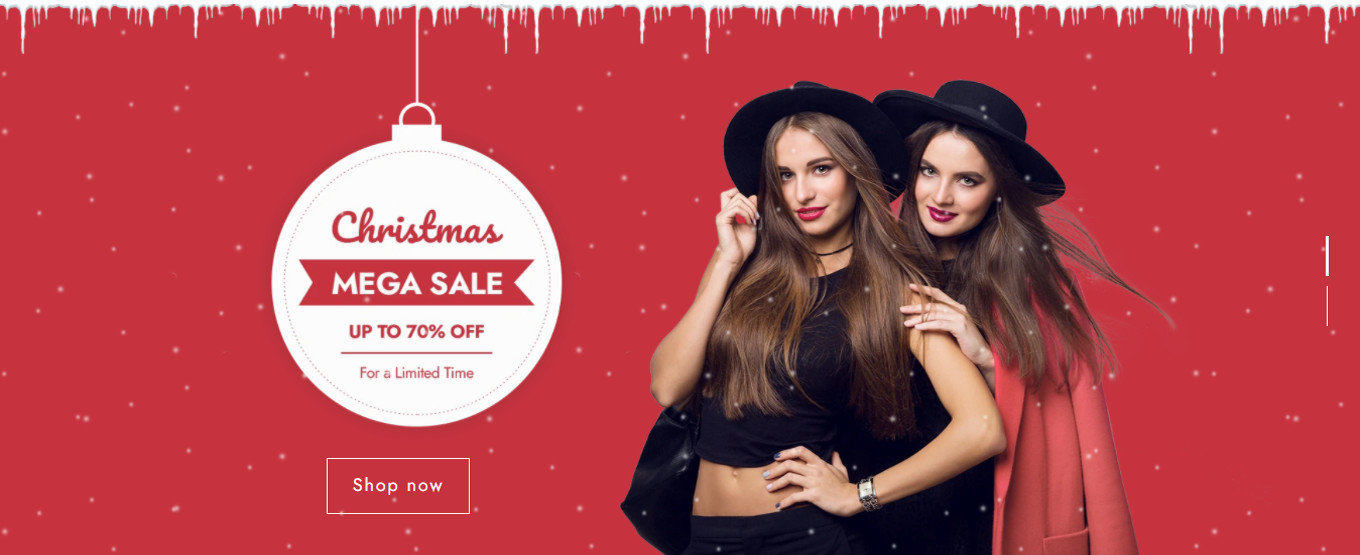 Christmas
MEGA SALE
UP TO 70% OFF
For a Limited Time
Shop now